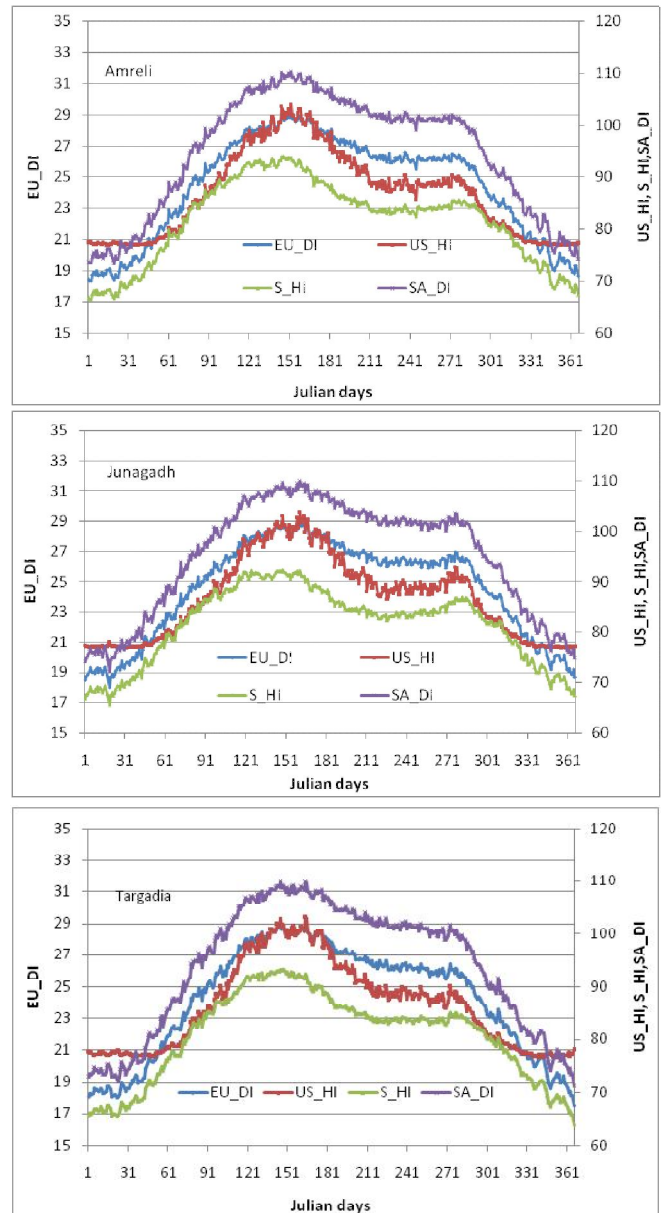 Amreli
EU_DI
35
33
31
29
27
25
23
21
19
17
15
120
110
100
90
80
70
60
US_HI, S_HI,SA_DI
EU_DI US_HI
S_HI SA_DI
1 31 61 91 121 151 181 211 241 271 301 331 361
Julian days
Junagadh
EU_DI
35
33
31
29
27
25
23
21
19
17
15
120
110
100
90
80
70
60
US_HI, S_HI,SA_DI
EU_DI US_HI
S_HI SA_DI
1 31 61 91 121 151 181 211 241 271 301 331 361
Julian days
Targadia
EU_DI
35
33
31
29
27
25
23
21
19
17
15
120
110
100
90
80
70
60
US_HI, S_HI,SA_DI
EU_DI US_HI S_HI SA_DI
1 31 61 91 121 151 181 211 241 271 301 331 361
Julian days